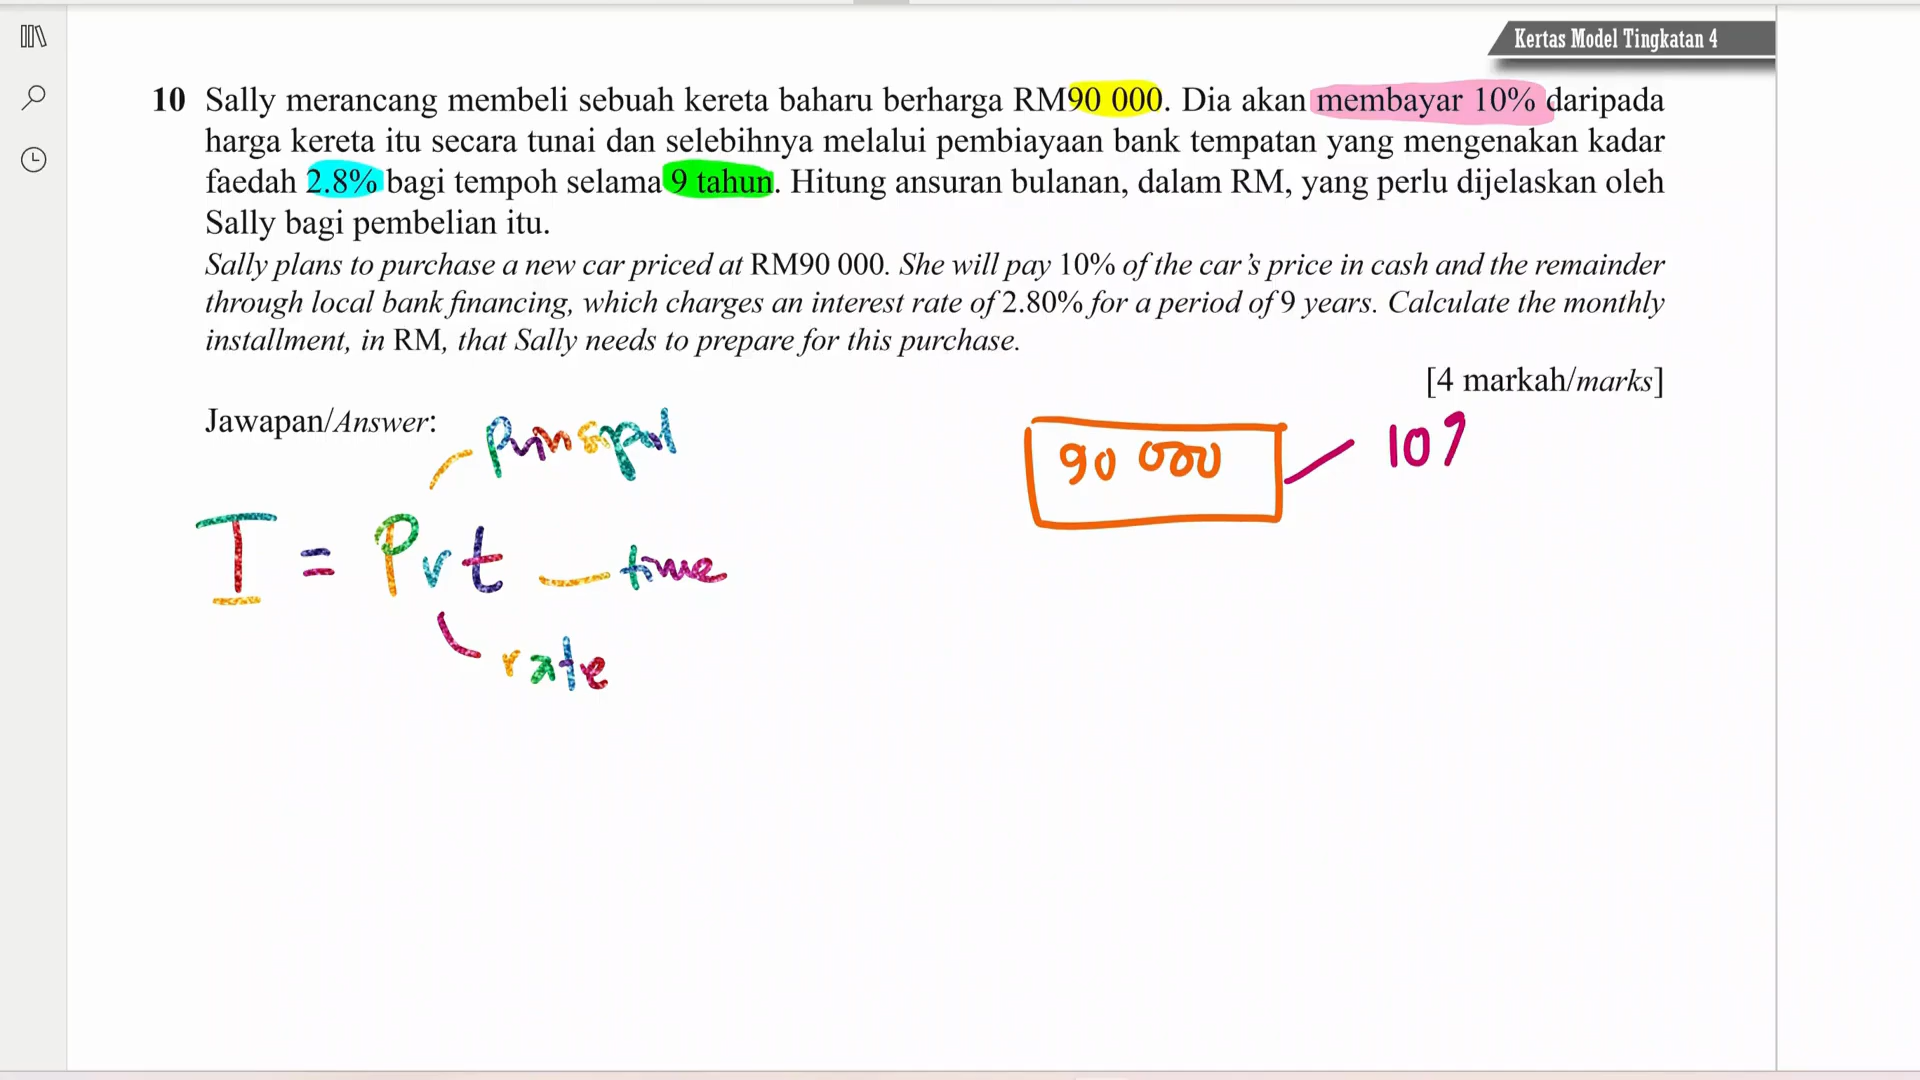 Kertas Model Tingkatan 4
10 Sally merancang membeli sebuah kereta baharu berharga RM90 000. Dia akan membayar 10% daripada
harga kereta itu secara tunai dan selebihnya melalui pembiayaan bank tempatan yang mengenakan kadar
faedah 2.8% bagi tempoh selama 9 tahun. Hitung ansuran bulanan, dalam RM, yang perlu dijelaskan oleh
Sally bagi pembelian itu.
Sally plans to purchase a new car priced at RM90 000. She will pay 10% of the car's price in cash and the remainder
through local bank financing, which charges an interest rate of 2.80% for a period of 9 years. Calculate the monthly
installment, in RM, that Sally needs to prepare for this purchase.
[4 markah/marks]
Jawapan/Answer:
Principal
I = Prt
time
rate
90 000
10